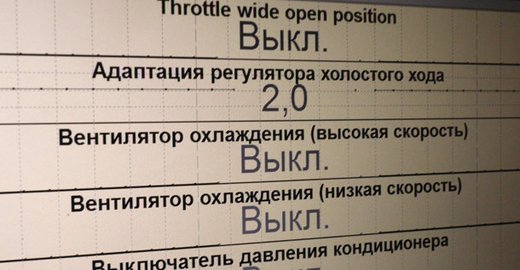 Throttle wide open position
Выкл.
Адаптация регулятора холостого хода
2,0
Вентилятор охлаждения (высокая скорость)
Выкл.
Вентилятор охлаждения (низкая скорость)
Выкл.
Выключатель давления кондиционера